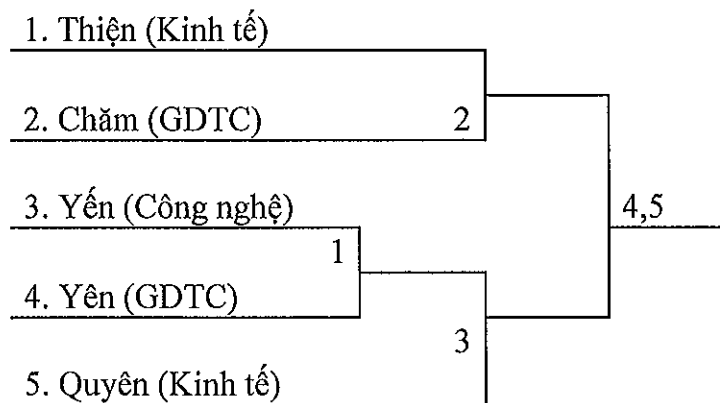 1. Thiện (Kinh tế)
2. Chăm (GDTC)
2
3. Yến (Công nghệ)
4,5
1
4. Yên (GDTC)
3
5. Quyên (Kinh tế)